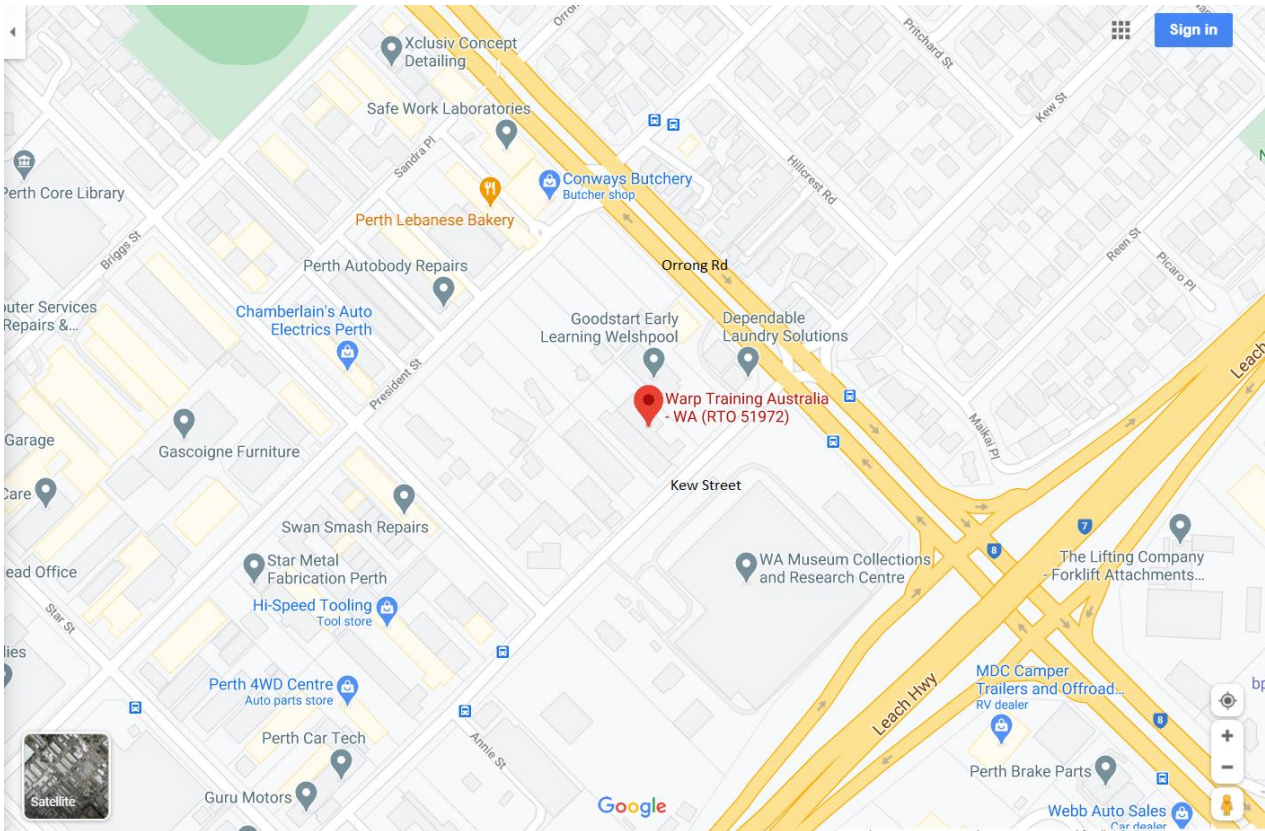 Orro
Sign in
Xclusiv Concept
Detailing
Pritchard St
Safe Work Laboratories
Kew St
Sandra Pl
Perth Core Library
Conways Butchery
Butcher shop
Hillcrest Rd
Perth Lebanese Bakery
Briggs St
Reen St
Picaro Pl
Perth Autobody Repairs
Orrong Rd
uter Services
Repairs &...
Chamberlain's Auto
Electrics Perth
Goodstart Early
Learning Welshpool
Dependable
Laundry Solutions
Leach
President St
Warp Training Australia
- WA (RTO 51972)
Garage
Gascoigne Furniture
Maikai Pl
Care
Kew Street
Swan Smash Repairs
7
8
ead Office
Star Metal
Fabrication Perth
WA Museum Collections
and Research Centre
The Lifting Company
- Forklift Attachments...
Hi-Speed Tooling
Tool store
Star St
lies
Perth 4WD Centre
Auto parts store
Leach Hwy
MDC Camper
Trailers and Offroad...
RV dealer
bp
8
Annie St
Perth Car Tech
Perth Brake Parts
Satellite
Guru Motors
Google
Webb Auto Sales
Car dealer